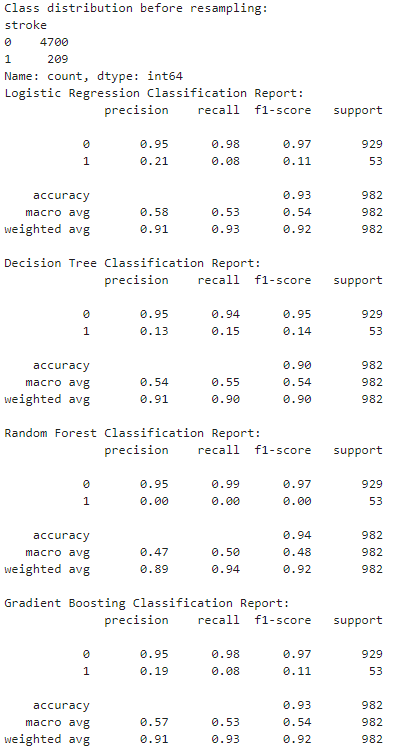 Class distribution before resampling:
stroke
0    4700
1     209
Name: count, dtype: int64
Logistic Regression Classification Report:
              precision    recall  f1-score   support

           0       0.95      0.98      0.97       929
           1       0.21      0.08      0.11        53

    accuracy                           0.93       982
   macro avg       0.58      0.53      0.54       982
weighted avg       0.91      0.93      0.92       982

Decision Tree Classification Report:
              precision    recall  f1-score   support

           0       0.95      0.94      0.95       929
           1       0.13      0.15      0.14        53

    accuracy                           0.90       982
   macro avg       0.54      0.55      0.54       982
weighted avg       0.91      0.90      0.90       982

Random Forest Classification Report:
              precision    recall  f1-score   support

           0       0.95      0.99      0.97       929
           1       0.00      0.00      0.00        53

    accuracy                           0.94       982
   macro avg       0.47      0.50      0.48       982
weighted avg       0.89      0.94      0.92       982

Gradient Boosting Classification Report:
              precision    recall  f1-score   support

           0       0.95      0.98      0.97       929
           1       0.19      0.08      0.11        53

    accuracy                           0.93       982
   macro avg       0.57      0.53      0.54       982
weighted avg       0.91      0.93      0.92       982